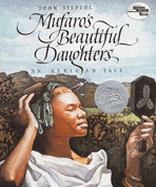 JOHN STEPTOE
Mufaro's
Beautiful
Daughters
AN AFRICAN TALE